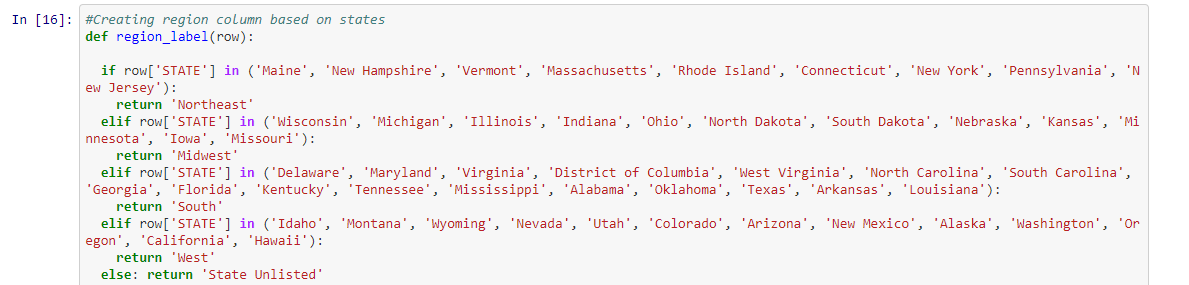 In [16]: #Creating region column based on states
def region_label(row):
if row['STATE'] in ('Maine', 'New Hampshire', 'Vermont', 'Massachusetts', 'Rhode Island', 'Connecticut', 'New York', 'Pennsylvania', 'N
ew Jersey'):
return 'Northeast'
elif row['STATE'] in ('Wisconsin', 'Michigan', 'Illinois', 'Indiana', 'Ohio', 'North Dakota', 'South Dakota', 'Nebraska', 'Kansas', 'Mi
nnesota', 'Iowa', 'Missouri'):
return 'Midwest'
elif row['STATE'] in ('Delaware', 'Maryland', 'Virginia', 'District of Columbia', 'West Virginia', 'North Carolina', 'South Carolina',
'Georgia', 'Florida', 'Kentucky', 'Tennessee', 'Mississippi', 'Alabama', 'Oklahoma', 'Texas', 'Arkansas', 'Louisiana'):
return 'South'
elif row['STATE'] in ('Idaho', 'Montana', 'Wyoming', 'Nevada', 'Utah', 'Colorado', 'Arizona', 'New Mexico', 'Alaska', 'Washington', 'Or
egon', 'California', 'Hawaii'):
return 'West'
else: return 'State Unlisted'